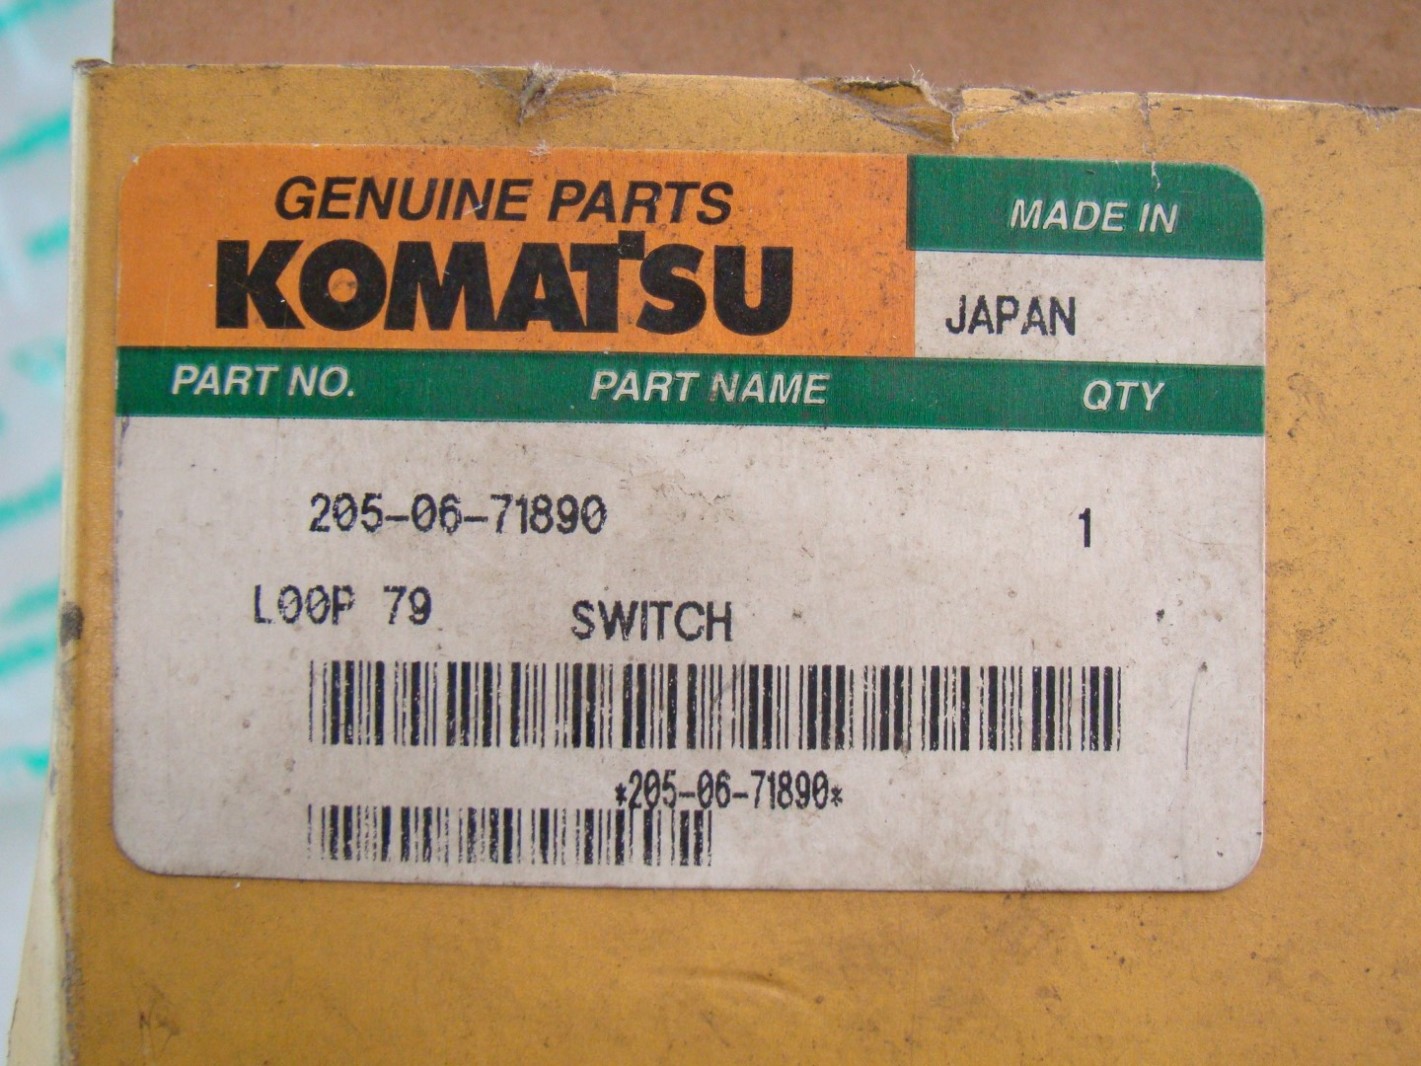 GENUINE PARTS
KOMATSU
MADE IN
JAPAN
PART NO. PART NAME QTY
205-06-71890 1
LOOP 79 SWITCH
*205-06-71890*